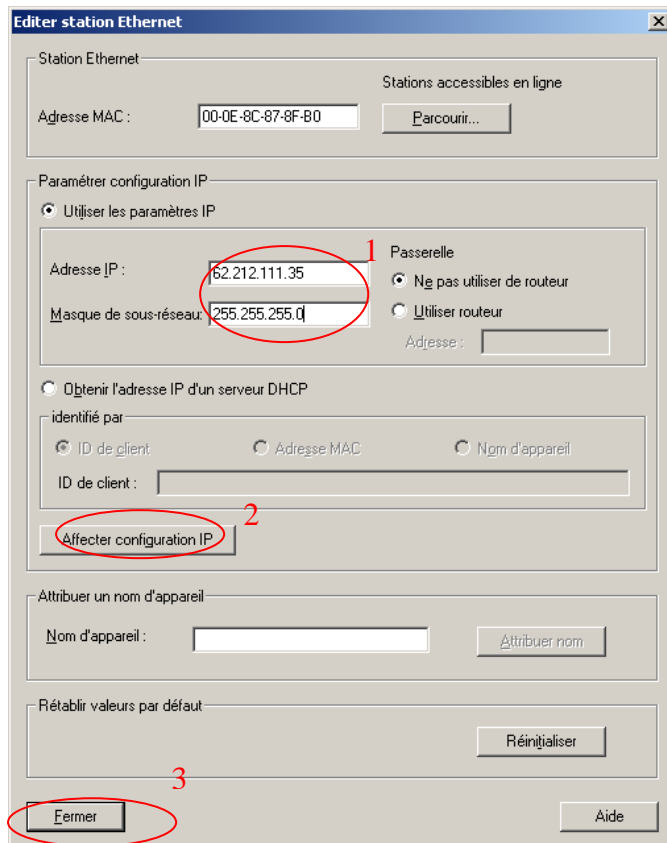 Editer station Ethernet
Station Ethernet
Stations accessibles en ligne
Adresse MAC :
00-0E-8C-87-8F-B0
Parcourir...
Paramétrer configuration IP
Utiliser les paramètres IP
1
Adresse IP :
62.212.111.35
Masque de sous-réseau:
255.255.255.0
Passerelle
Ne pas utiliser de routeur
Utiliser routeur
Adresse :
Obtenir l'adresse IP d'un serveur DHCP
identifié par
ID de client
Adresse MAC
Nom d'appareil
ID de client :
2
Affecter configuration IP
Attribuer un nom d'appareil
Nom d'appareil :
Attribuer nom
Rétablir valeurs par défaut
Réinitialiser
3
Fermer
Aide